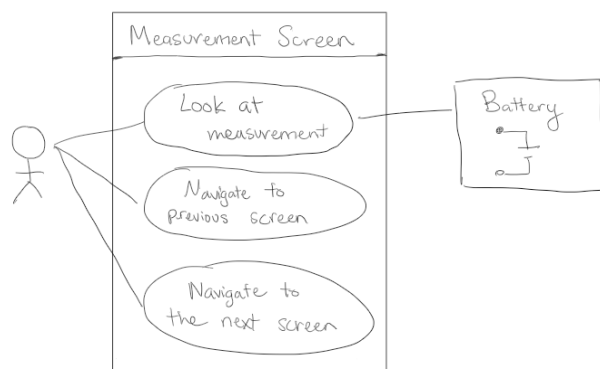 Measurement Screen
Look at
measurement
Battery
Navigate to
previous screen
Navigate to
the next screen